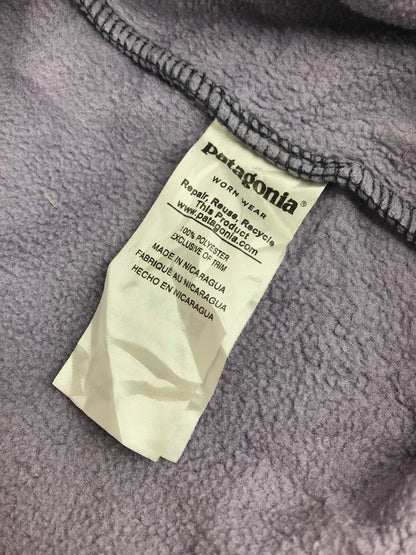 patagonia®
WORN WEAR
Repair, Reuse, Recycle
This Product
www.patagonia.com
100% POLYESTER
EXCLUSIVE OF TRIM
MADE IN NICARAGUA
FABRIQUÉ AU NICARAGUA
HECHO EN NICARAGUA